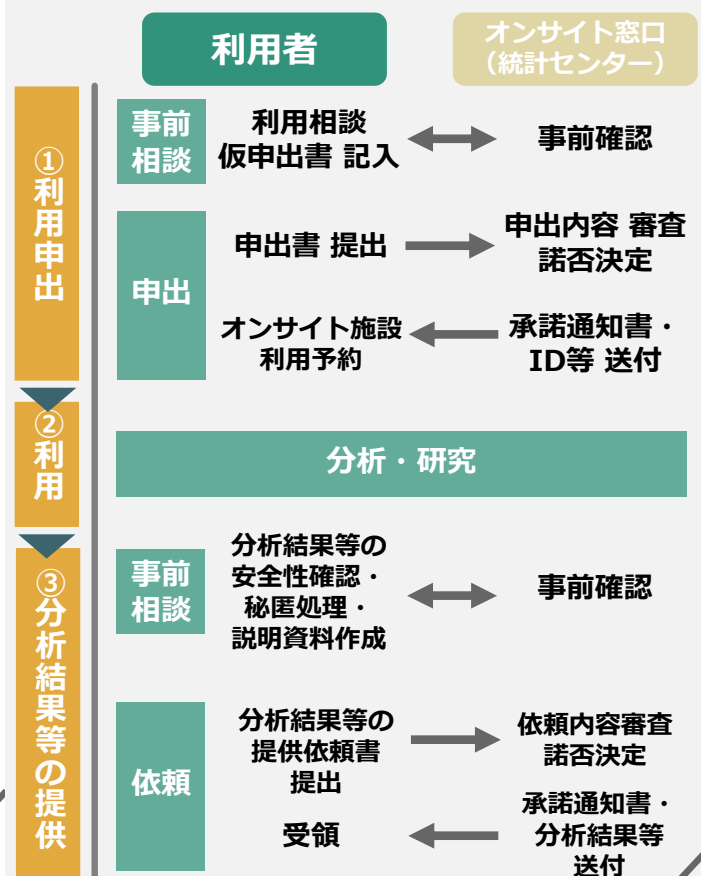 利用者
オンサイト窓口
（統計センター）
①利用申出
事前
相談
利用相談
仮申出書 記入
事前確認
申出
申出書 提出
申出内容 審査
諾否決定
オンサイト施設
利用予約
承諾通知書・
ID等 送付
②利用
分析・研究
③分析結果等の提供
事前
相談
分析結果等の
安全性確認・
秘匿処理・
説明資料作成
事前確認
依頼
分析結果等の
提供依頼書
提出
依頼内容審査
諾否決定
受領
承諾通知書・
分析結果等
送付